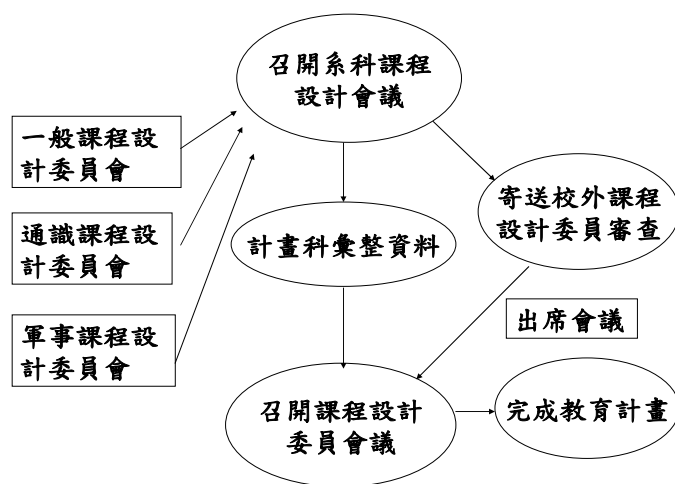 召開系科課程
設計會議
一般課程設
計委員會
寄送校外課程
設計委員審查
通識課程設
計委員會
計畫科彙整資料
軍事課程設
計委員會
出席會議
召開課程設計
委員會議
完成教育計畫